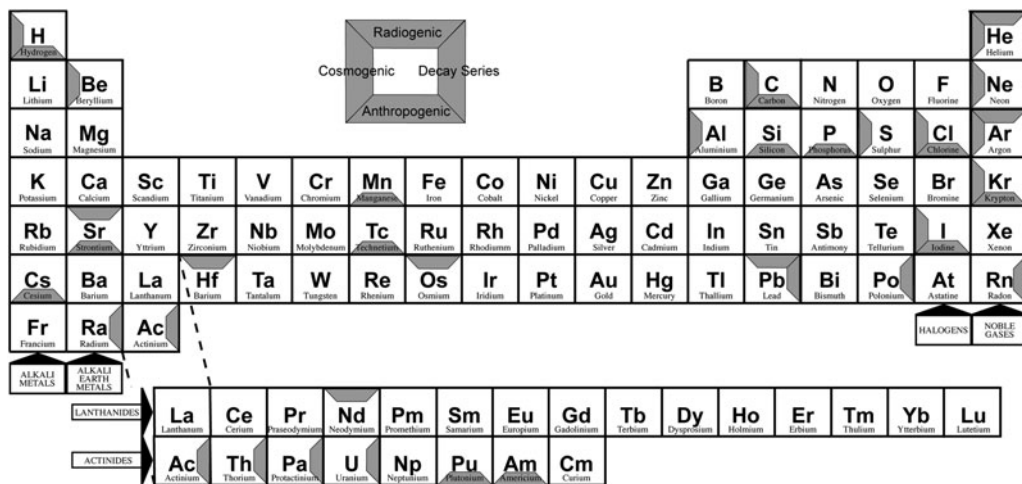 H He
Hydrogen Helium
Radiogenic
Cosmogenic Decay Series
Anthropogenic
Li Be B C N O F Ne
Lithium Beryllium Boron Carbon Nitrogen Oxygen Fluorine Neon
Na Mg Al Si P S Cl Ar
Sodium Magnesium Aluminium Silicon Phosphorus Sulphur Chlorine Argon
K Ca Sc Ti V Cr Mn Fe Co Ni Cu Zn Ga Ge As Se Br Kr
Potassium Calcium Scandium Titanium Vanadium Chromium Manganese Iron Cobalt Nickel Copper Zinc Gallium Germanium Arsenic Selenium Bromine Krypton
Rb Sr Y Zr Nb Mo Tc Ru Rh Pd Ag Cd In Sn Sb Te I Xe
Rubidium Strontium Yttrium Zirconium Niobium Molybdenum Technetium Ruthenium Rhodiumm Palladium Silver Cadmium Indium Tin Antimony Tellurium Iodine Xenon
Cs Ba La Hf Ta W Re Os Ir Pt Au Hg Tl Pb Bi Po At Rn
Cesium Barium Lanthanum Barium Tantalum Tungsten Rhenium Osmium Iridium Platinum Gold Mercury Thallium Lead Bismuth Polonium Astatine Radon
Fr Ra Ac
Francium Radium Actinium
HALOGENS NOBLE GASES
ALKALI METALS
ALKALI EARTH METALS
LANTHANIDES
La Ce Pr Nd Pm Sm Eu Gd Tb Dy Ho Er Tm Yb Lu
Lanthanum Cerium Praseodymium Neodymium Promethium Samarium Europium Gadolinium Terbium Dysprosium Holmium Erbium Thulium Ytterbium Lutetium
ACTINIDES
Ac Th Pa U Np Pu Am Cm
Actinium Thorium Protactinium Uranium Neptunium Plutonium Americium Curium